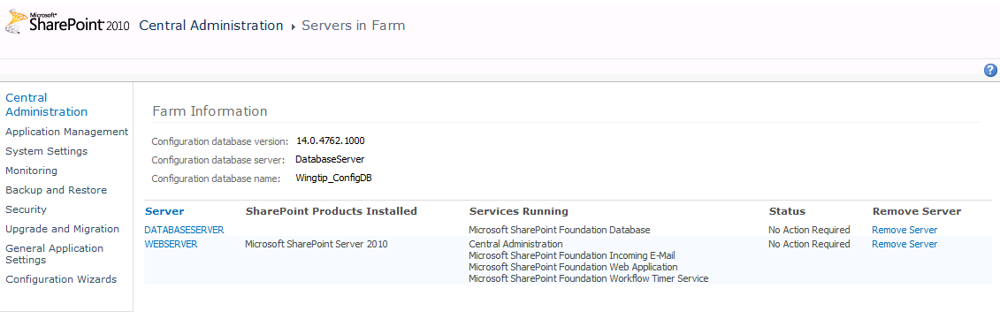 Microsoft® SharePoint 2010 Central Administration ▸ Servers in Farm
?
Central
Administration
Application Management
System Settings
Monitoring
Backup and Restore
Security
Upgrade and Migration
General Application
Settings
Configuration Wizards
Farm Information
Configuration database version: 14.0.4762.1000
Configuration database server: DatabaseServer
Configuration database name: Wingtip_ConfigDB
Server SharePoint Products Installed Services Running Status Remove Server
DATABASESERVER Microsoft SharePoint Foundation Database No Action Required Remove Server
WEBSERVER Microsoft SharePoint Server 2010 Central Administration No Action Required Remove Server
Microsoft SharePoint Foundation Incoming E-Mail
Microsoft SharePoint Foundation Web Application
Microsoft SharePoint Foundation Workflow Timer Service